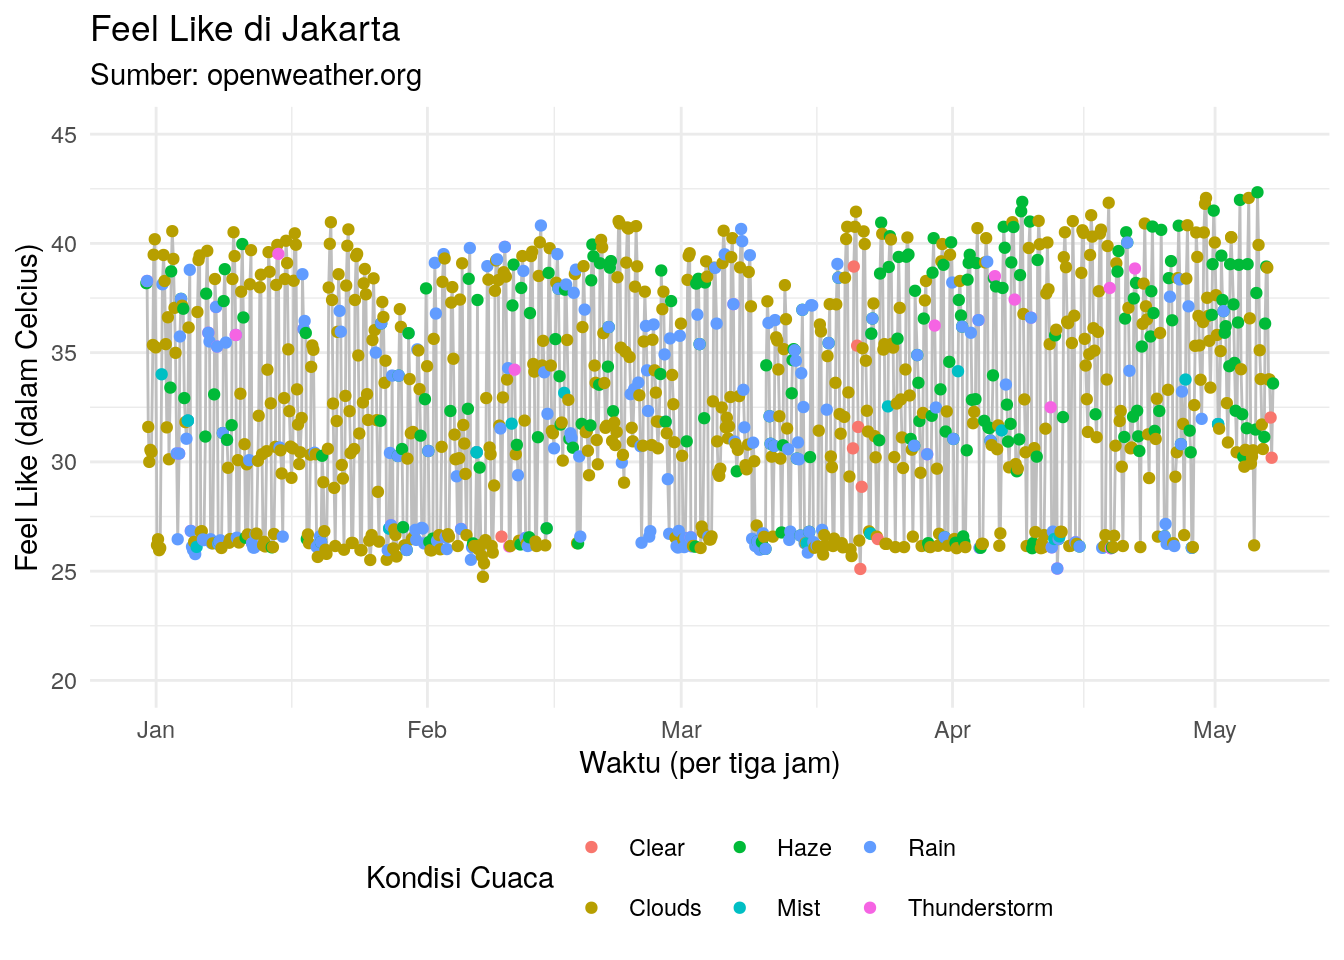 Feel Like di Jakarta
Sumber: openweather.org
Feel Like (dalam Celcius)
45
40
35
30
25
20
Jan Feb Mar Apr May
Waktu (per tiga jam)
Kondisi Cuaca
Clear Haze Rain
Clouds Mist Thunderstorm